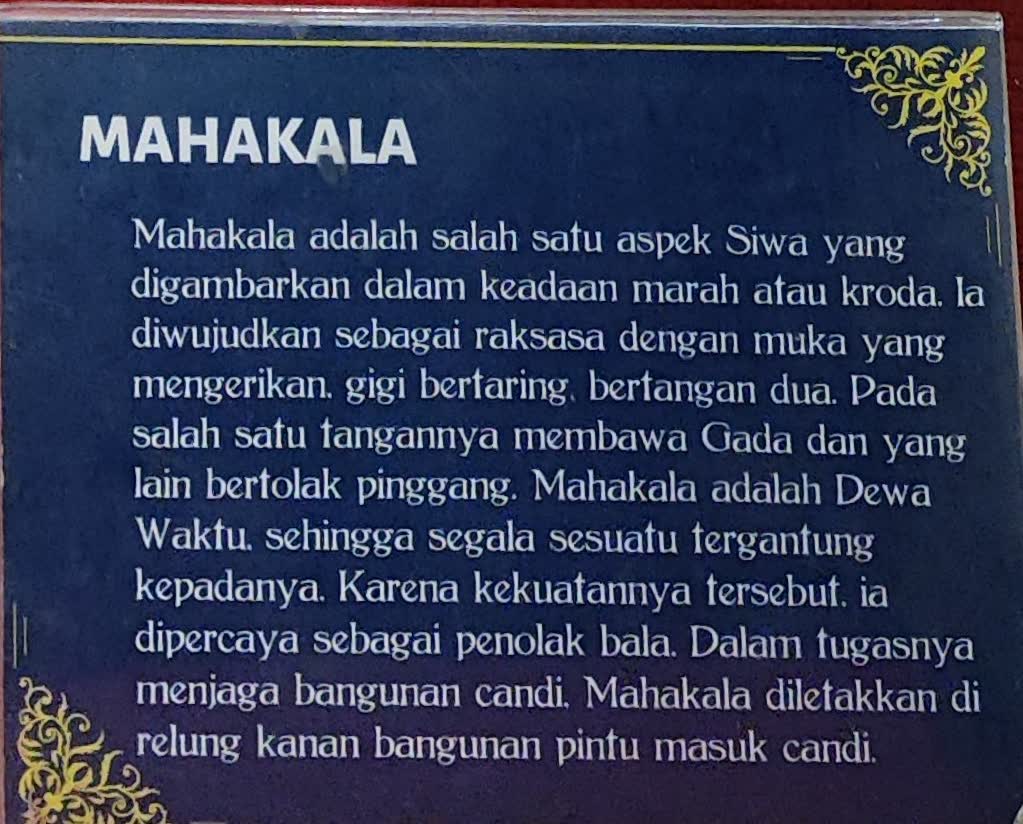 MAHAKALA
Mahakala adalah salah satu aspek Siwa yang
digambarkan dalam keadaan marah atau kroda. Ia
diwujudkan sebagai raksasa dengan muka yang
mengerikan, gigi bertaring, bertangan dua. Pada
salah satu tangannya membawa Gada dan yang
lain bertolak pinggang. Mahakala adalah Dewa
Waktu, sehingga segala sesuatu tergantung
kepadanya. Karena kekuatannya tersebut, ia
dipercaya sebagai penolak bala. Dalam tugasnya
menjaga bangunan candi, Mahakala diletakkan di
relung kanan bangunan pintu masuk candi.